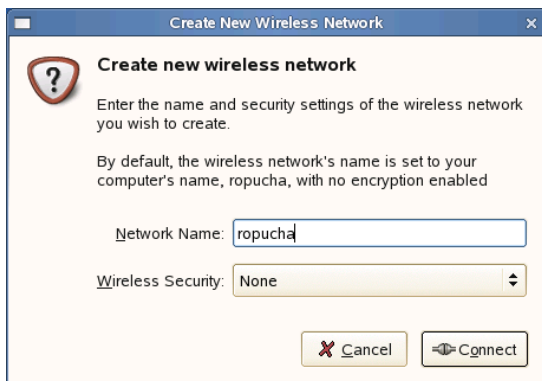 Create New Wireless Network
Create new wireless network
Enter the name and security settings of the wireless network
you wish to create.
By default, the wireless network's name is set to your
computer's name, ropucha, with no encryption enabled
Network Name: ropucha
Wireless Security: None
Cancel Connect